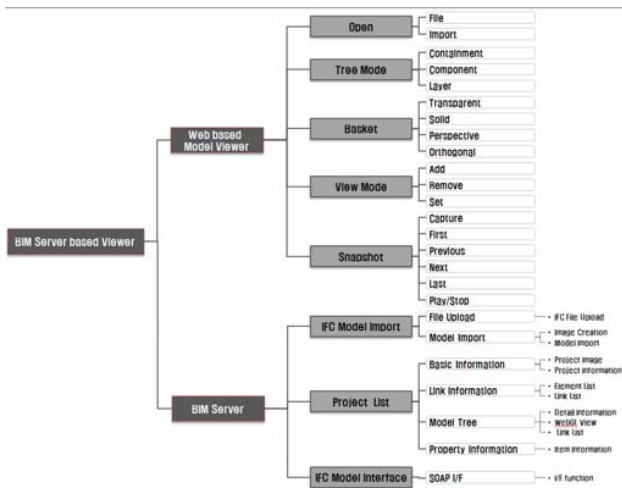 BIM Server based Viewer
Web based
Model Viewer
Open
File
Import
Tree Mode
Containment
Component
Layer
Basket
Transparent
Solid
Perspective
Orthogonal
View Mode
Add
Remove
Set
Snapshot
Capture
First
Previous
Next
Last
Play/Stop
BIM Server
IFC Model Import
File Upload
• IFC File Upload
Model Import
• Image Creation
• Model Import
Project List
Basic Information
• Project Image
• Project Information
Link Information
• Element List
• Link List
Model Tree
• Detail Information
• WebGL View
• Link List
Property Information
• Item Information
IFC Model Interface
SOAP I/F
• I/F function